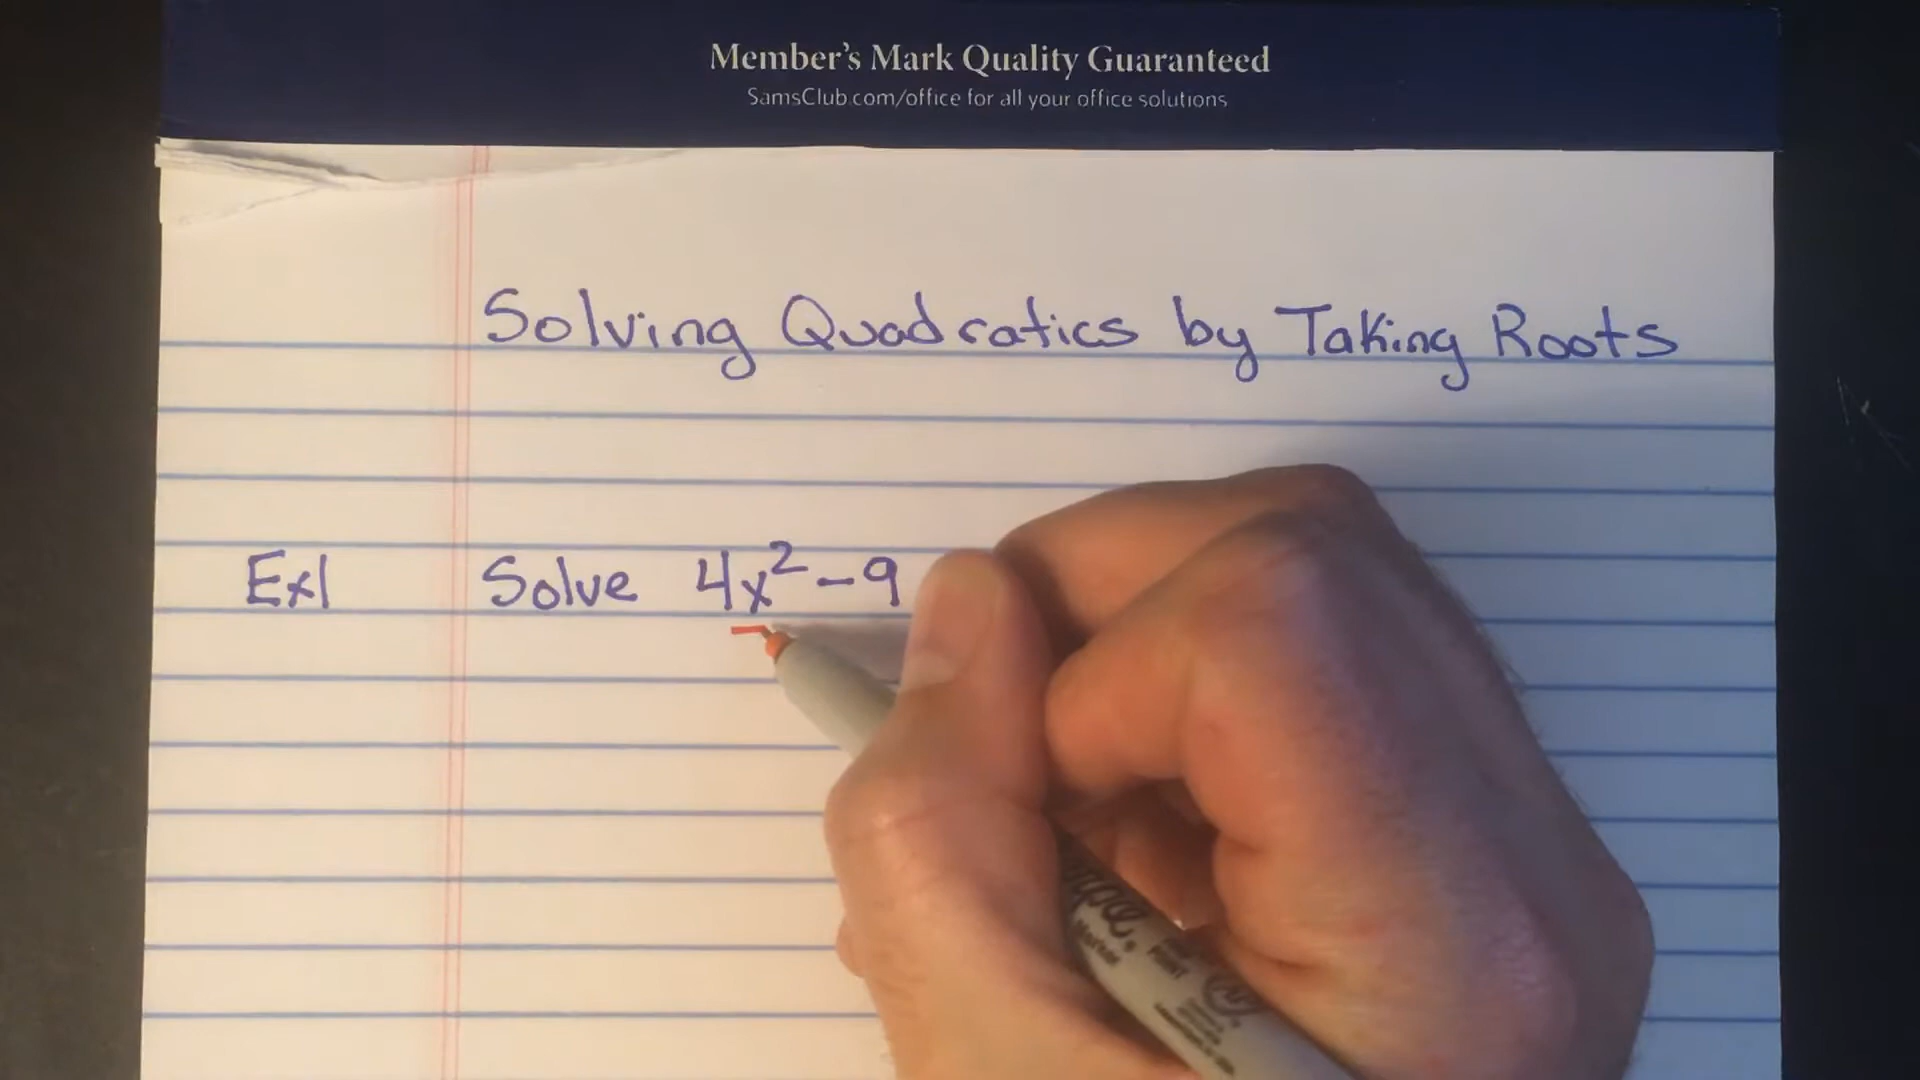 Member's Mark Quality Guaranteed
SamsClub.com/office for all your office solutions
Solving Quadratics by Taking Roots
Ex1 Solve 4x²-9